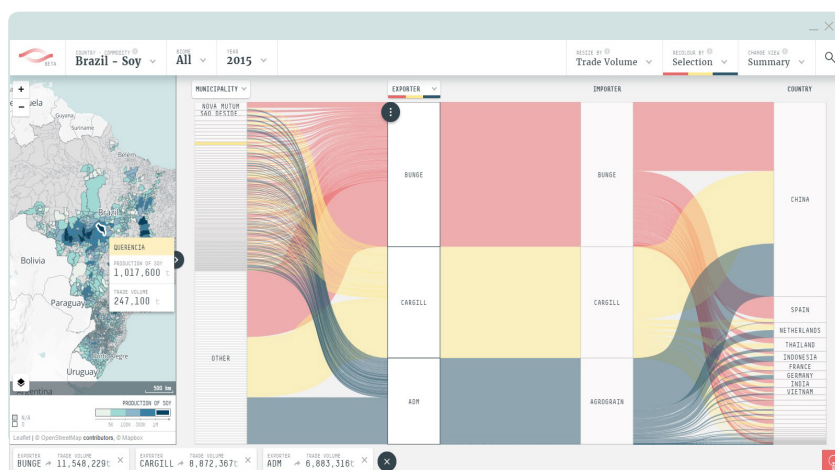 BETA
COUNTRY - COMMODITY
Brazil - Soy
BIOME
All
YEAR
2015
RESIZE BY
Trade Volume
RECOLOUR BY
Selection
CHANGE VIEW
Summary
MUNICIPALITY
EXPORTER
IMPORTER
COUNTRY
NOVA MUTUM
SAO DESIDE
OTHER
BUNGE
CARGILL
ADM
BUNGE
CARGILL
AGROGRAIN
CHINA
SPAIN
NETHERLANDS
THAILAND
INDONESIA
FRANCE
GERMANY
INDIA
VIETNAM
+
−
Guyana
Suriname
Belém
Brazil
Bolivia
Paraguay
Uruguay
Argentina
QUERENCIA
PRODUCTION OF SOY
1,017,600 t
TRADE VOLUME
247,100 t
500 km
PRODUCTION OF SOY
N/A
0
5K 100K 300K 1M
Leaflet | © OpenStreetMap contributors, © Mapbox
EXPORTER TRADE VOLUME
BUNGE → 11,548,229t
EXPORTER TRADE VOLUME
CARGILL → 8,872,367t
EXPORTER TRADE VOLUME
ADM → 6,883,316t